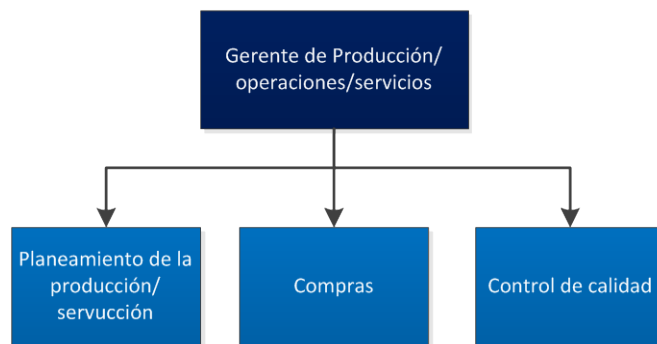 Gerente de Producción/
operaciones/servicios
Planeamiento de la
producción/
servucción
Compras
Control de calidad